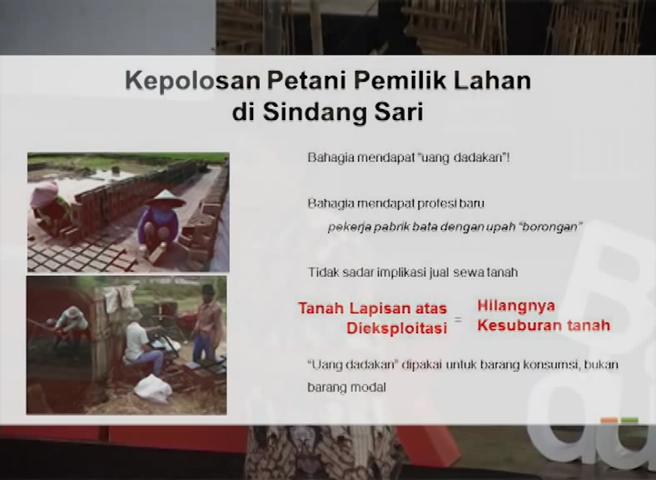 Kepolosan Petani Pemilik Lahan
di Sindang Sari
Bahagia mendapat "uang dadakan"!
Bahagia mendapat profesi baru
pekerja pabrik bata dengan upah "borongan"
Tidak sadar implikasi jual sewa tanah
Tanah Lapisan atas
Dieksploitasi
=
Hilangnya
Kesuburan tanah
"Uang dadakan" dipakai untuk barang konsumsi, bukan
barang modal